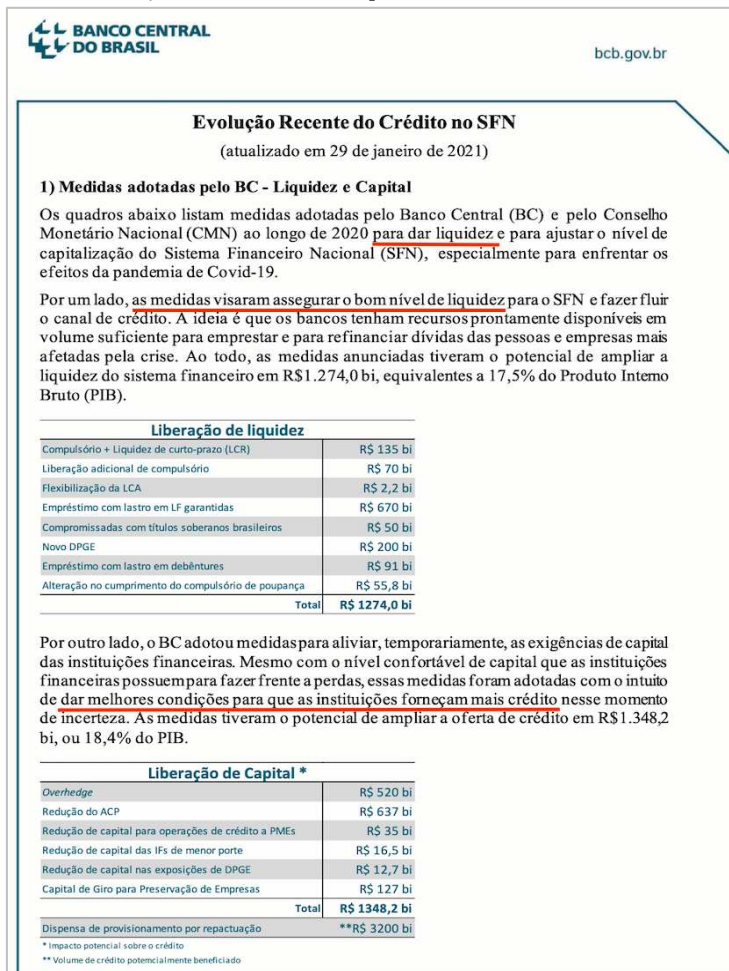 BANCO CENTRAL
DO BRASIL
bcb.gov.br
Evolução Recente do Crédito no SFN
(atualizado em 29 de janeiro de 2021)
1) Medidas adotadas pelo BC - Liquidez e Capital
Os quadros abaixo listam medidas adotadas pelo Banco Central (BC) e pelo Conselho
Monetário Nacional (CMN) ao longo de 2020 para dar liquidez e para ajustar o nível de
capitalização do Sistema Financeiro Nacional (SFN), especialmente para enfrentar os
efeitos da pandemia de Covid-19.
Por um lado, as medidas visaram assegurar o bom nível de liquidez para o SFN e fazer fluir
o canal de crédito. A ideia é que os bancos tenham recursos prontamente disponíveis em
volume suficiente para emprestar e para refinanciar dívidas das pessoas e empresas mais
afetadas pela crise. Ao todo, as medidas anunciadas tiveram o potencial de ampliar a
liquidez do sistema financeiro em R$1.274,0 bi, equivalentes a 17,5% do Produto Interno
Bruto (PIB).
Liberação de liquidez
Compulsório + Liquidez de curto-prazo (LCR) R$ 135 bi
Liberação adicional de compulsório R$ 70 bi
Flexibilização da LCA R$ 2,2 bi
Empréstimo com lastro em LF garantidas R$ 670 bi
Compromissadas com títulos soberanos brasileiros R$ 50 bi
Novo DPGE R$ 200 bi
Empréstimo com lastro em debêntures R$ 91 bi
Alteração no cumprimento do compulsório de poupança R$ 55,8 bi
Total R$ 1274,0 bi
Por outro lado, o BC adotou medidas para aliviar, temporariamente, as exigências de capital
das instituições financeiras. Mesmo com o nível confortável de capital que as instituições
financeiras possuem para fazer frente a perdas, essas medidas foram adotadas com o intuito
de dar melhores condições para que as instituições forneçam mais crédito nesse momento
de incerteza. As medidas tiveram o potencial de ampliar a oferta de crédito em R$1.348,2
bi, ou 18,4% do PIB.
Liberação de Capital *
Overhedge R$ 520 bi
Redução do ACP R$ 637 bi
Redução de capital para operações de crédito a PMEs R$ 35 bi
Redução de capital das IFs de menor porte R$ 16,5 bi
Redução de capital nas exposições de DPGE R$ 12,7 bi
Capital de Giro para Preservação de Empresas R$ 127 bi
Total R$ 1348,2 bi
Dispensa de provisionamento por repactuação **R$ 3200 bi
* Impacto potencial sobre o crédito
** Volume de crédito potencialmente beneficiado